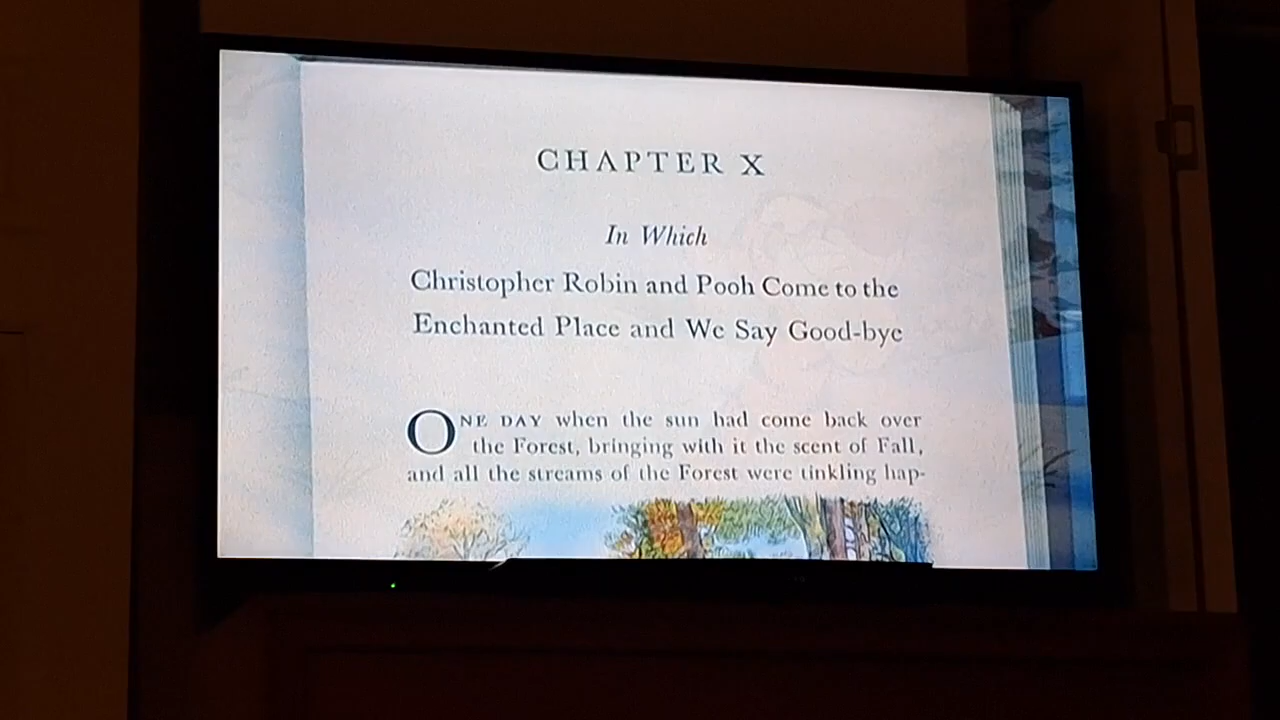 CHAPTER X
In Which
Christopher Robin and Pooh Come to the
Enchanted Place and We Say Good-bye
ONE DAY when the sun had come back over
the Forest, bringing with it the scent of Fall,
and all the streams of the Forest were tinkling hap-